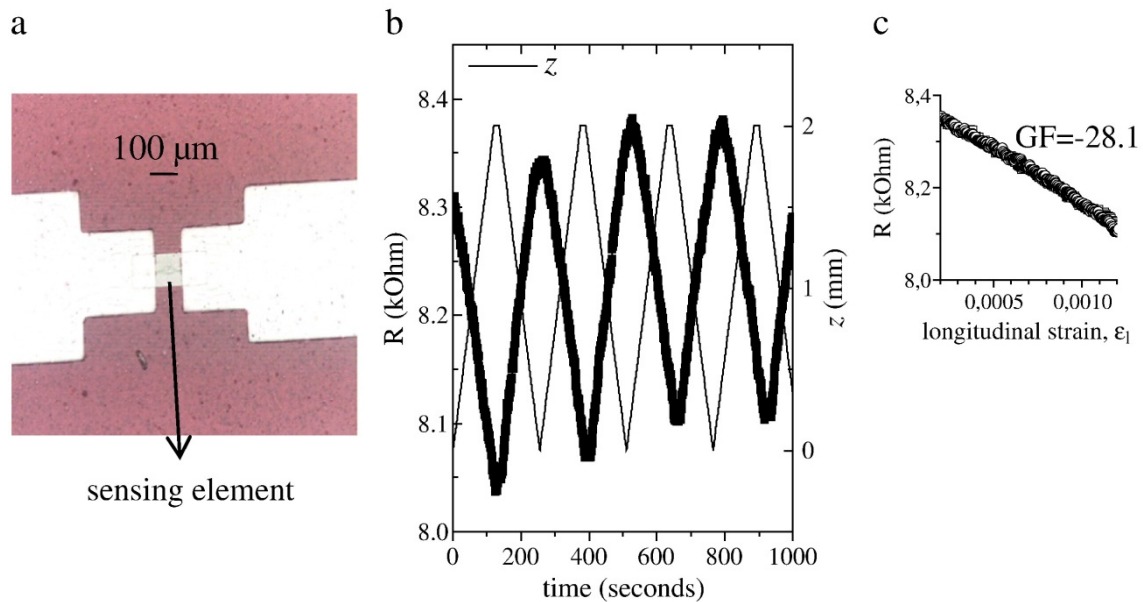 a
100 µm
sensing element
b
z
R (kOhm)
8.4
8.3
8.2
8.1
8.0
2
1
0
z (mm)
0 200 400 600 800 1000
time (seconds)
c
R (kOhm)
8,4
8,2
8,0
GF=-28.1
0,0005 0,0010
longitudinal strain, εl